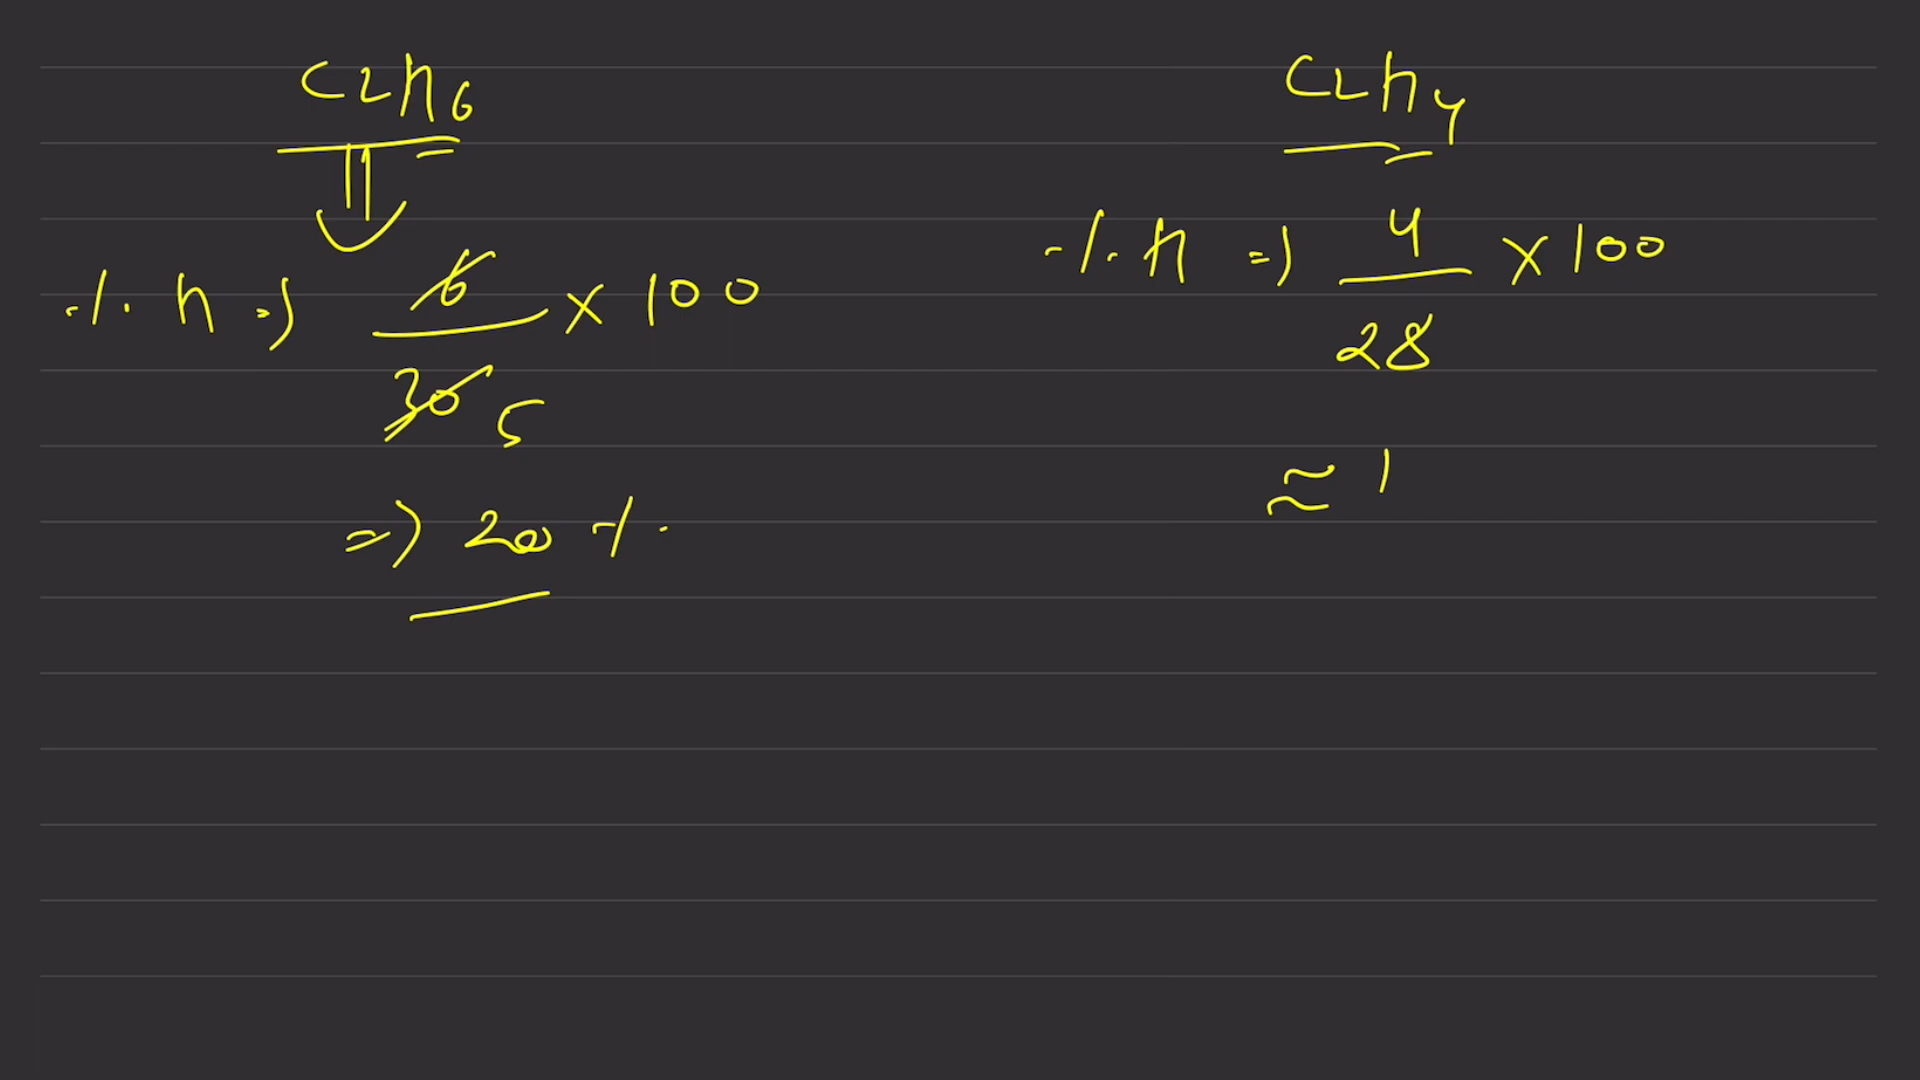 C2H6
% H => 6/30 5 × 100
=> 20 %
C2H4
% H => 4/28 × 100
≈ 1